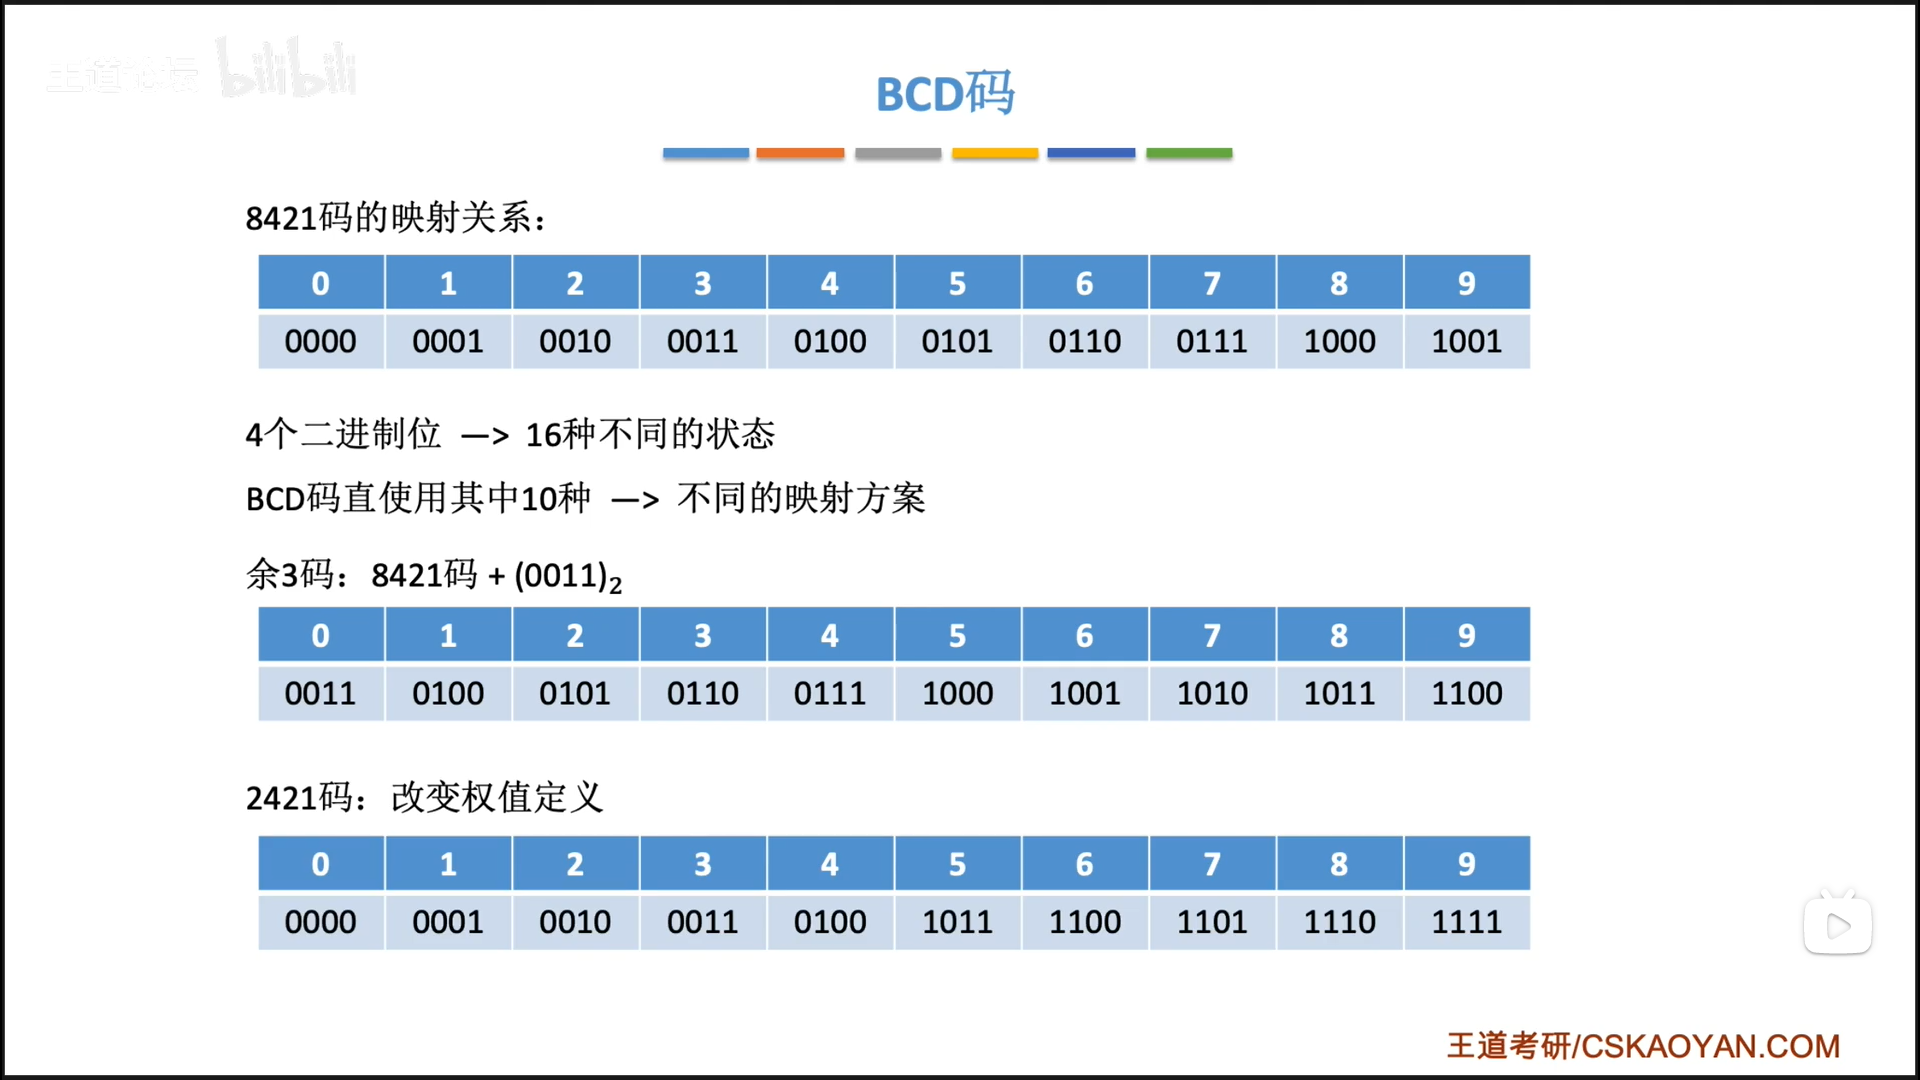 王道论坛 bilibili
BCD码
8421码的映射关系：
0 1 2 3 4 5 6 7 8 9
0000 0001 0010 0011 0100 0101 0110 0111 1000 1001
4个二进制位 —> 16种不同的状态
BCD码直使用其中10种 —> 不同的映射方案
余3码：8421码 + (0011)₂
0 1 2 3 4 5 6 7 8 9
0011 0100 0101 0110 0111 1000 1001 1010 1011 1100
2421码：改变权值定义
0 1 2 3 4 5 6 7 8 9
0000 0001 0010 0011 0100 1011 1100 1101 1110 1111
王道考研/CSKAOYAN.COM